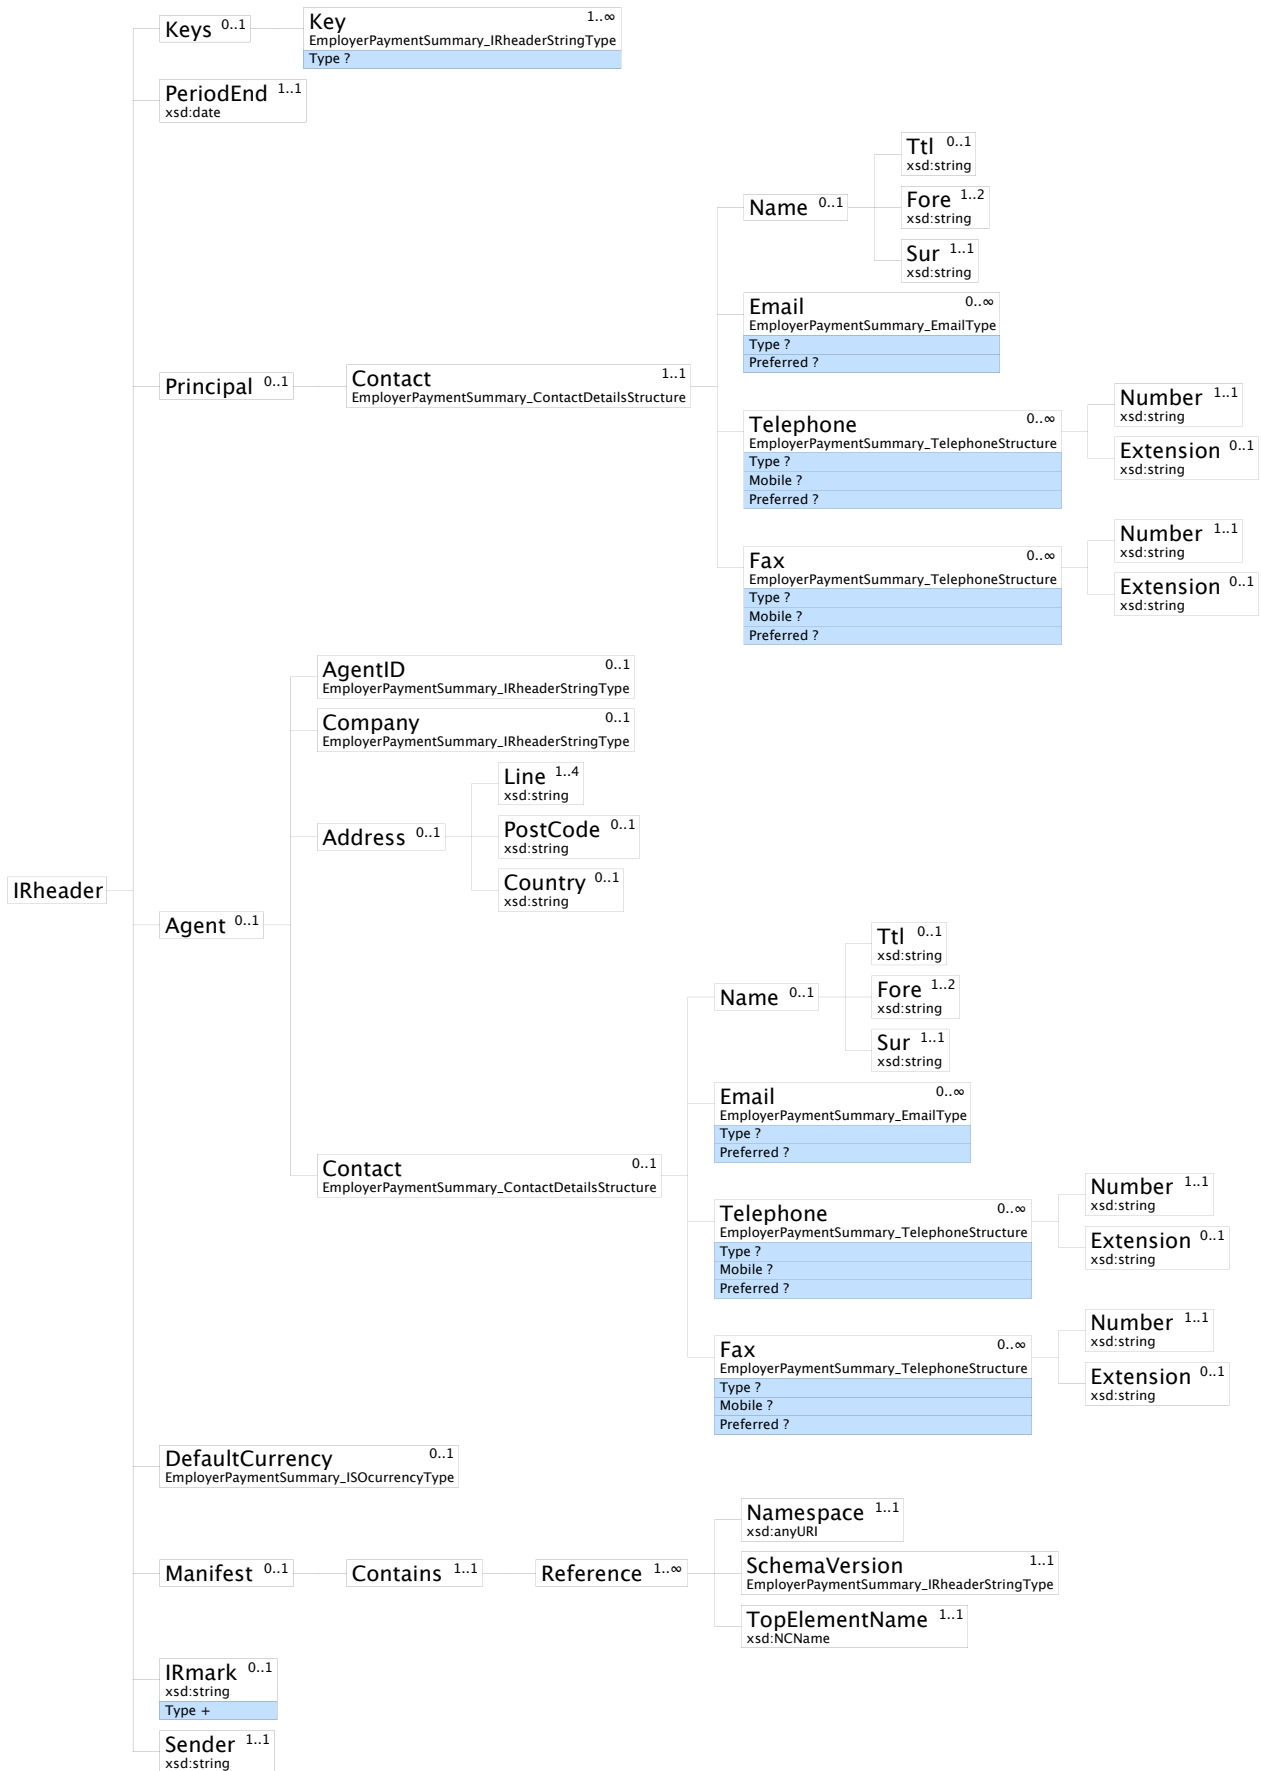 Keys 0..1
Key 1..∞
EmployerPaymentSummary_IRheaderStringType
Type ?
PeriodEnd 1..1
xsd:date
Ttl 0..1
xsd:string
Name 0..1
Fore 1..2
xsd:string
Sur 1..1
xsd:string
Email 0..∞
EmployerPaymentSummary_EmailType
Type ?
Preferred ?
Principal 0..1
Contact 1..1
EmployerPaymentSummary_ContactDetailsStructure
Telephone 0..∞
EmployerPaymentSummary_TelephoneStructure
Type ?
Mobile ?
Preferred ?
Number 1..1
xsd:string
Extension 0..1
xsd:string
Fax 0..∞
EmployerPaymentSummary_TelephoneStructure
Type ?
Mobile ?
Preferred ?
Number 1..1
xsd:string
Extension 0..1
xsd:string
AgentID 0..1
EmployerPaymentSummary_IRheaderStringType
Company 0..1
EmployerPaymentSummary_IRheaderStringType
Line 1..4
xsd:string
Address 0..1
PostCode 0..1
xsd:string
Country 0..1
xsd:string
IRheader
Agent 0..1
Ttl 0..1
xsd:string
Name 0..1
Fore 1..2
xsd:string
Sur 1..1
xsd:string
Email 0..∞
EmployerPaymentSummary_EmailType
Type ?
Preferred ?
Contact 0..1
EmployerPaymentSummary_ContactDetailsStructure
Telephone 0..∞
EmployerPaymentSummary_TelephoneStructure
Type ?
Mobile ?
Preferred ?
Number 1..1
xsd:string
Extension 0..1
xsd:string
Fax 0..∞
EmployerPaymentSummary_TelephoneStructure
Type ?
Mobile ?
Preferred ?
Number 1..1
xsd:string
Extension 0..1
xsd:string
DefaultCurrency 0..1
EmployerPaymentSummary_ISOcurrencyType
Namespace 1..1
xsd:anyURI
Manifest 0..1
Contains 1..1
Reference 1..∞
SchemaVersion 1..1
EmployerPaymentSummary_IRheaderStringType
TopElementName 1..1
xsd:NCName
IRmark 0..1
xsd:string
Type +
Sender 1..1
xsd:string